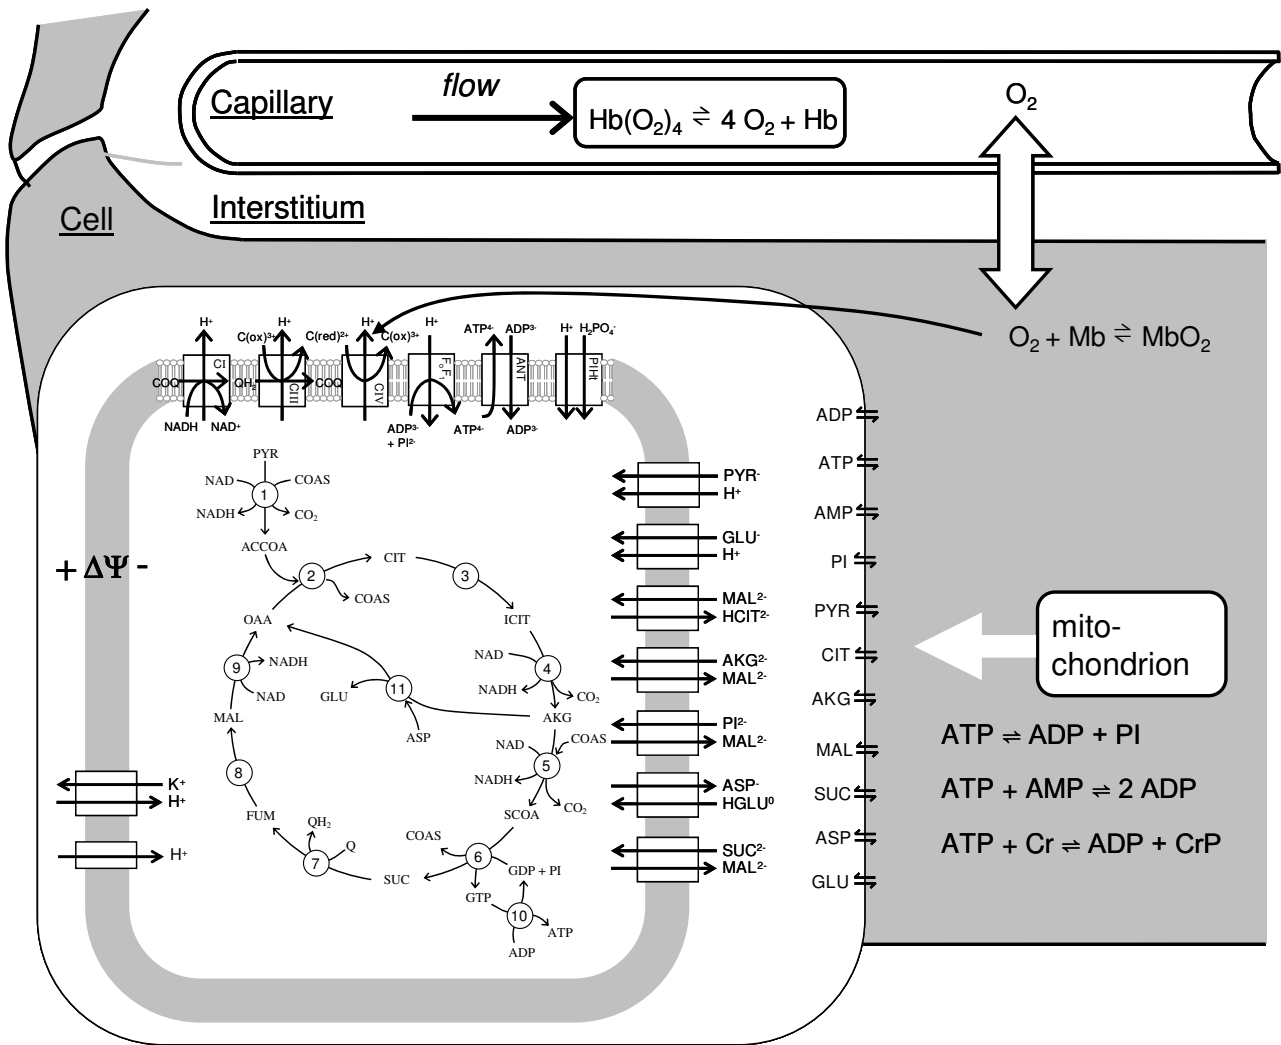 Capillary
flow
Hb(O₂)₄ ⇌ 4 O₂ + Hb
O₂
Interstitium
Cell
O₂ + Mb ⇌ MbO₂
H⁺
H⁺
H⁺
H⁺
ATP⁴⁻
ADP³⁻
H⁺
H₂PO₄⁻
C(ox)³⁺
C(red)²⁺
C(ox)³⁺
CI
CIII
CIV
F₀F₁
ANT
PIHt
COQ
QH₂
COQ
NADH
NAD⁺
ADP³⁻
+ PI²⁻
ATP⁴⁻
ADP³⁻
PYR
NAD
1
COAS
NADH
CO₂
ACCOA
2
CIT
3
COAS
OAA
ICIT
9
NADH
NAD
NAD
4
NADH
CO₂
GLU
11
ASP
MAL
AKG
NAD
COAS
5
NADH
CO₂
8
FUM
SCOA
QH₂
Q
7
COAS
6
GDP + PI
SUC
GTP
10
ATP
ADP
+ ΔΨ -
K⁺
H⁺
H⁺
PYR⁻
H⁺
GLU⁻
H⁺
MAL²⁻
HCIT²⁻
AKG²⁻
MAL²⁻
PI²⁻
MAL²⁻
ASP⁻
HGLU⁰
SUC²⁻
MAL²⁻
ADP ⇌
ATP ⇌
AMP ⇌
PI ⇌
PYR ⇌
CIT ⇌
AKG ⇌
MAL ⇌
SUC ⇌
ASP ⇌
GLU ⇌
mito-
chondrion
ATP ⇌ ADP + PI
ATP + AMP ⇌ 2 ADP
ATP + Cr ⇌ ADP + CrP